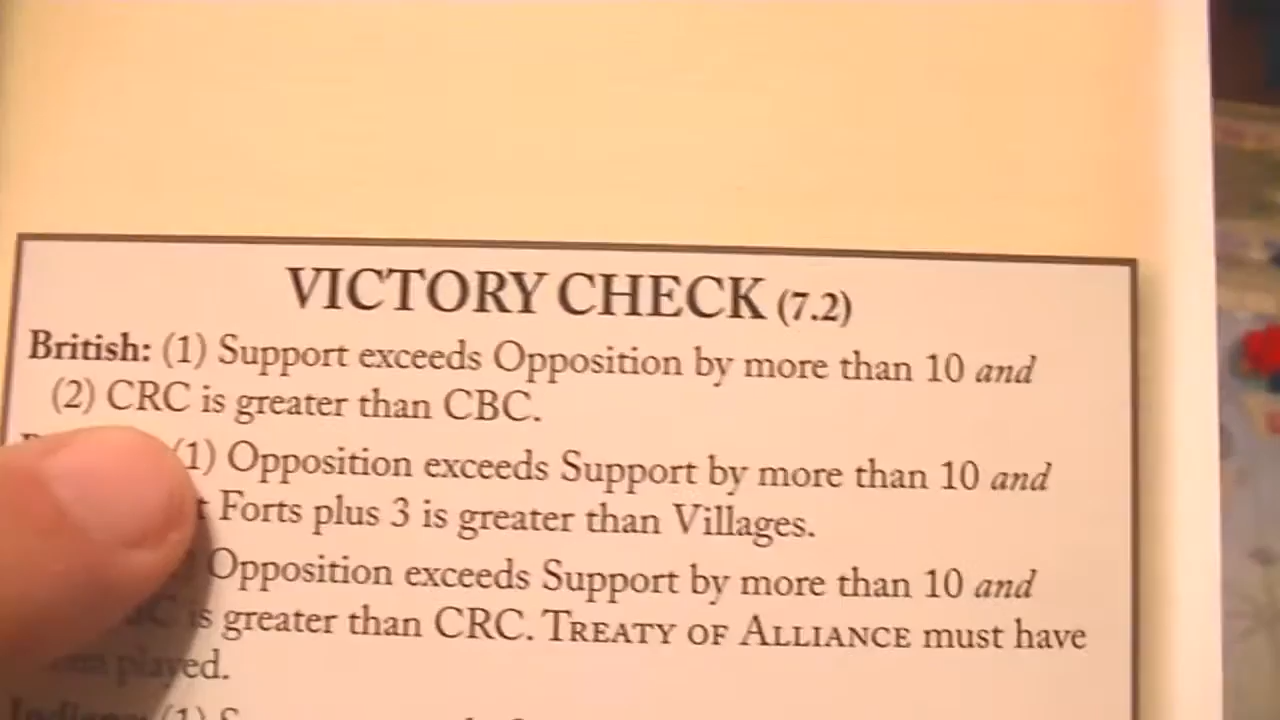 VICTORY CHECK (7.2)
British: (1) Support exceeds Opposition by more than 10 and
(2) CRC is greater than CBC.
(1) Opposition exceeds Support by more than 10 and
Forts plus 3 is greater than Villages.
Opposition exceeds Support by more than 10 and
is greater than CRC. TREATY OF ALLIANCE must have
played.
(1)